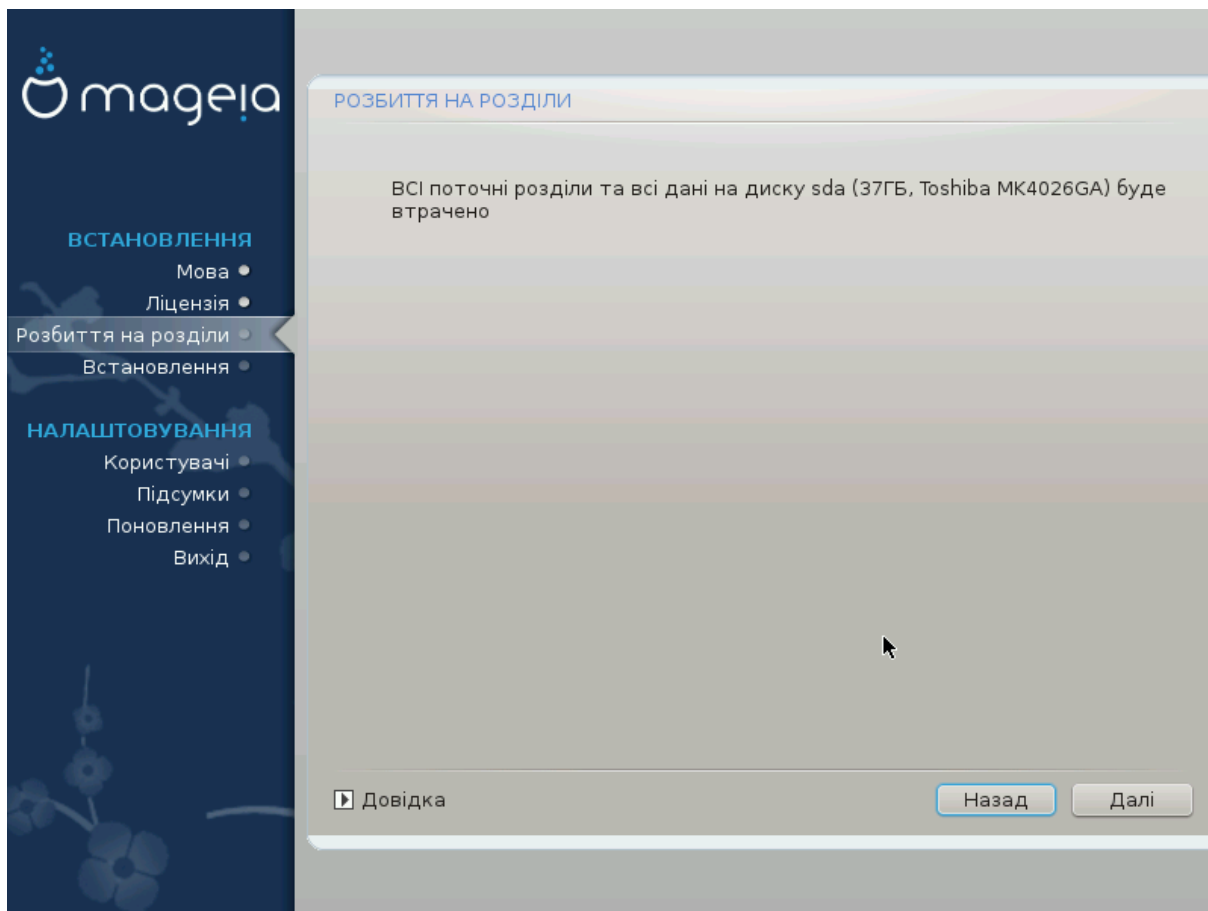 mageia
ВСТАНОВЛЕННЯ
Мова
Ліцензія
Розбиття на розділи
Встановлення
НАЛАШТОВУВАННЯ
Користувачі
Підсумки
Поновлення
Вихід
РОЗБИТТЯ НА РОЗДІЛИ
ВСІ поточні розділи та всі дані на диску sda (37ГБ, Toshiba MK4026GA) буде
втрачено
Довідка
Назад
Далі